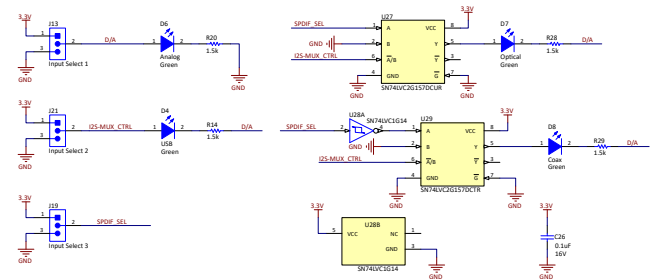 3.3V
J13
1
2
3
D/A
GND
Input Select 1
D6
1
2
Analog
Green
R20
1.5k
GND
U27
SPDIF_SEL
1
A
VCC
8
3.3V
GND
2
B
Y
5
I2S-MUX_CTRL
6
A/B
Y
3
4
GND
G
7
GND
GND
SN74LVC2G157DCUR
D7
1
2
Optical
Green
R28
1.5k
D/A
3.3V
J21
1
2
3
I2S-MUX_CTRL
GND
Input Select 2
D4
1
2
USB
Green
R14
1.5k
D/A
SPDIF_SEL
U28A
2
4
SN74LVC1G14
U29
1
A
VCC
8
3.3V
GND
2
B
Y
5
I2S-MUX_CTRL
6
A/B
Y
3
4
GND
G
7
GND
GND
SN74LVC2G157DCTR
D8
1
2
Coax
Green
R29
1.5k
D/A
3.3V
J19
1
2
3
SPDIF_SEL
GND
Input Select 3
3.3V
U28B
5
VCC
NC
1
GND
3
GND
SN74LVC1G14
3.3V
C26
0.1uF
16V
GND